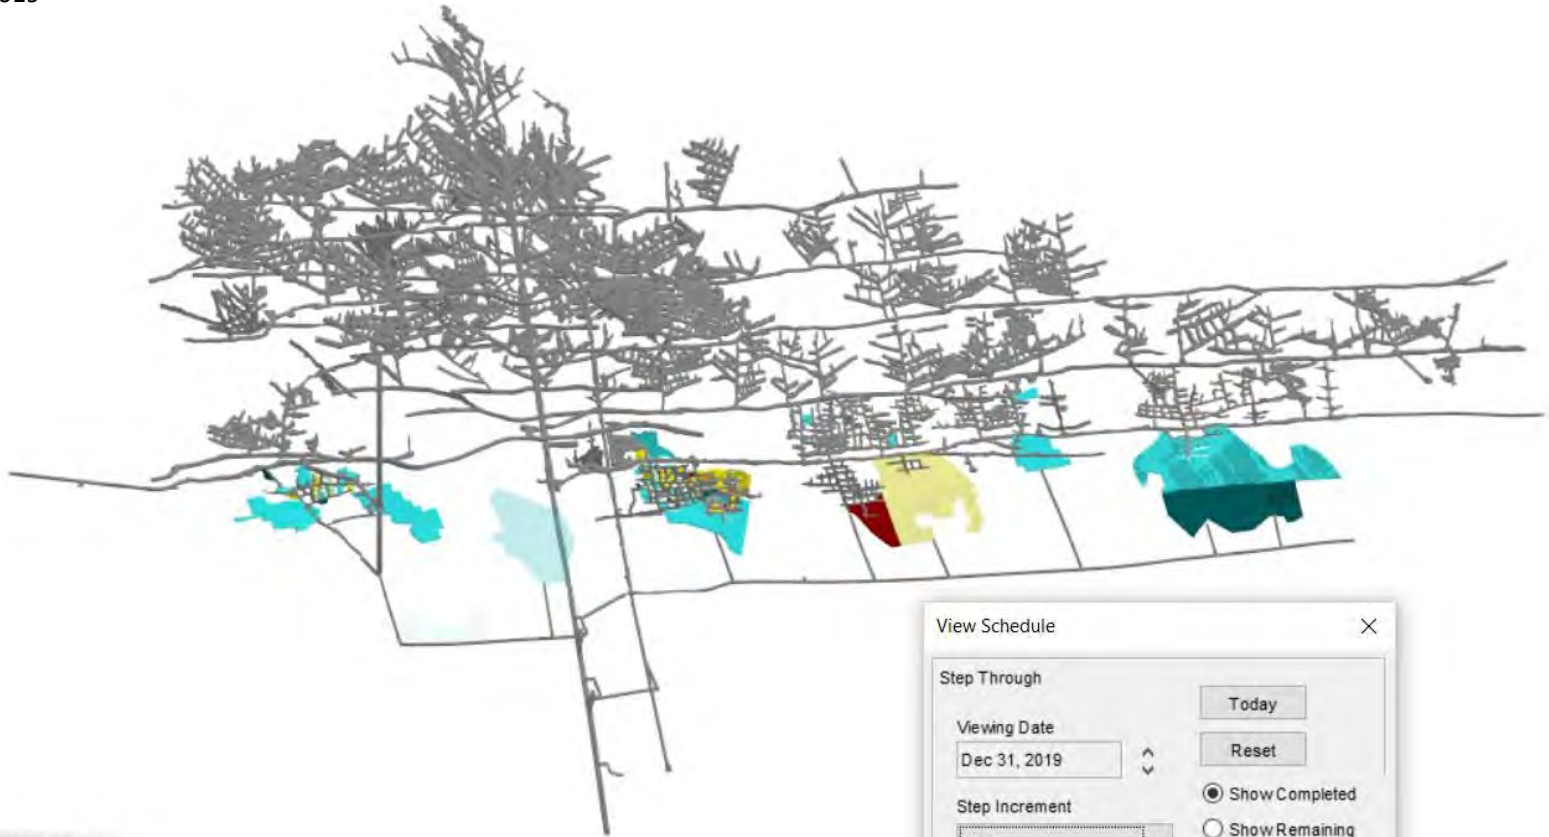 View Schedule
Step Through
Today
Viewing Date
Dec 31, 2019
Reset
Step Increment
Show Completed
Show Remaining